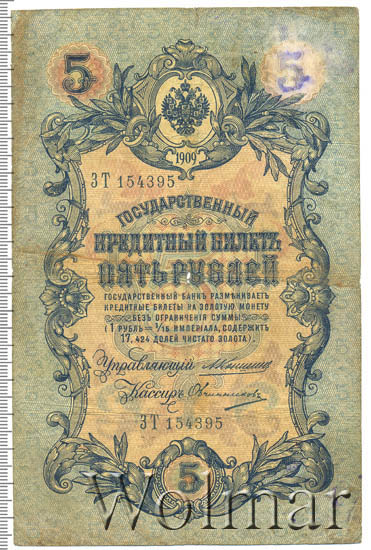 5 5
1909
ЗТ 154395
ГОСУДАРСТВЕННЫЙ
КРЕДИТНЫЙ БИЛЕТЪ
ПЯТЬ РУБЛЕЙ
ГОСУДАРСТВЕННЫЙ БАНКЪ РАЗМѢНИВАЕТЪ
КРЕДИТНЫЕ БИЛЕТЫ НА ЗОЛОТУЮ МОНЕТУ
БЕЗЪ ОГРАНИЧЕНІЯ СУММЫ
(1 РУБЛЬ = 1/15 ИМПЕРІАЛА, СОДЕРЖИТЪ
17,424 ДОЛЕЙ ЧИСТАГО ЗОЛОТА).
Управляющій АКоншинъ
Кассиръ Овчинниковъ
ЗТ 154395
5
Wolmar